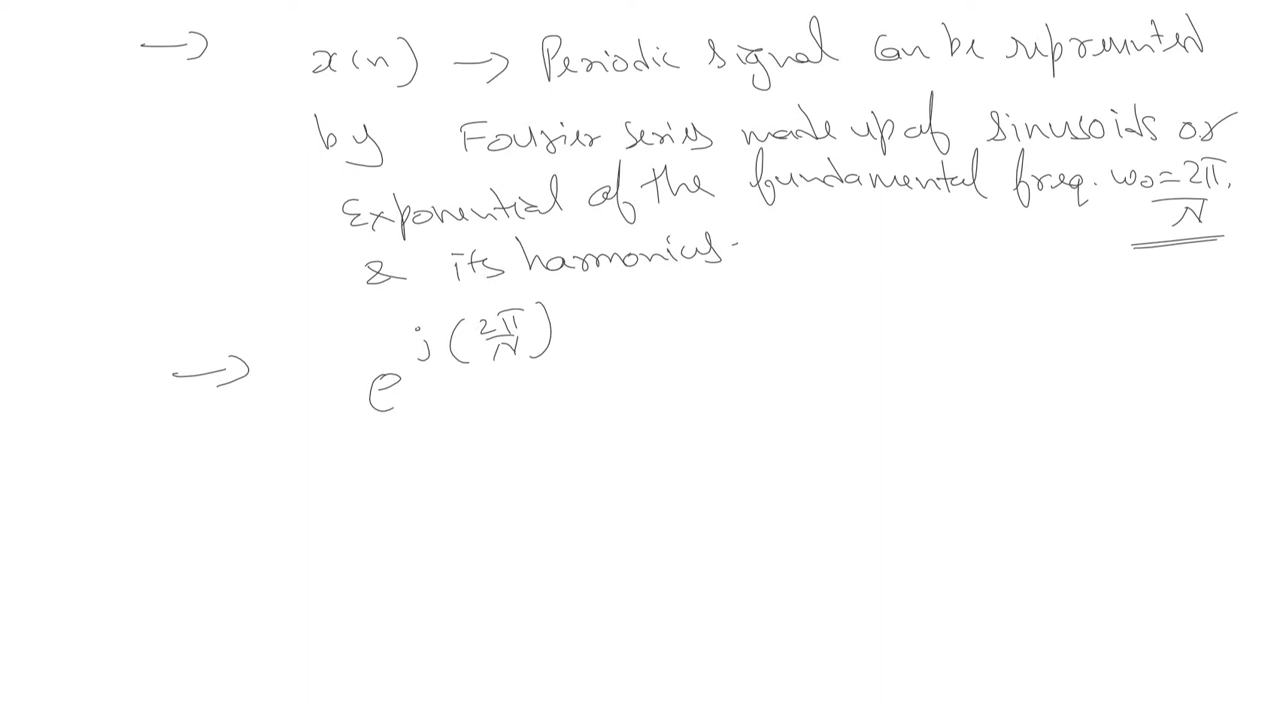 → x(n) → Periodic signal can be represented
by Fourier series made up of sinusoids or
Exponential of the fundamental freq. ω₀ = 2π/N.
& its harmonics.
→ e^{j(2π/N)}